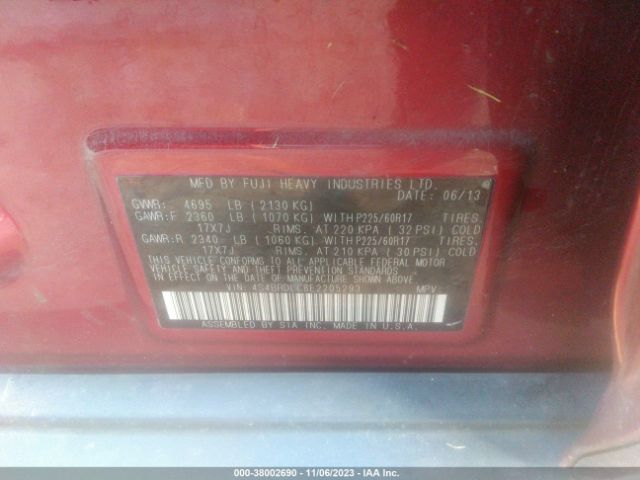 MFD BY FUJI HEAVY INDUSTRIES LTD.
DATE: 06/13
GVWR: 4695 LB (2130 KG)
GAWR:F 2360 LB (1070 KG) WITH P225/60R17 TIRES,
17X7J RIMS, AT 220 KPA (32 PSI) COLD
GAWR:R 2340 LB (1060 KG) WITH P225/60R17 TIRES.
17X7J RIMS, AT 210 KPA (30 PSI) COLD
THIS VEHICLE CONFORMS TO ALL APPLICABLE FEDERAL MOTOR
VEHICLE SAFETY AND THEFT PREVENTION STANDARDS
IN EFFECT ON THE DATE OF MANUFACTURE SHOWN ABOVE
VIN: MPV
ASSEMBLED BY SIA INC. MADE IN U.S.A.
000-38002690 - 11/06/2023 - IAA Inc.